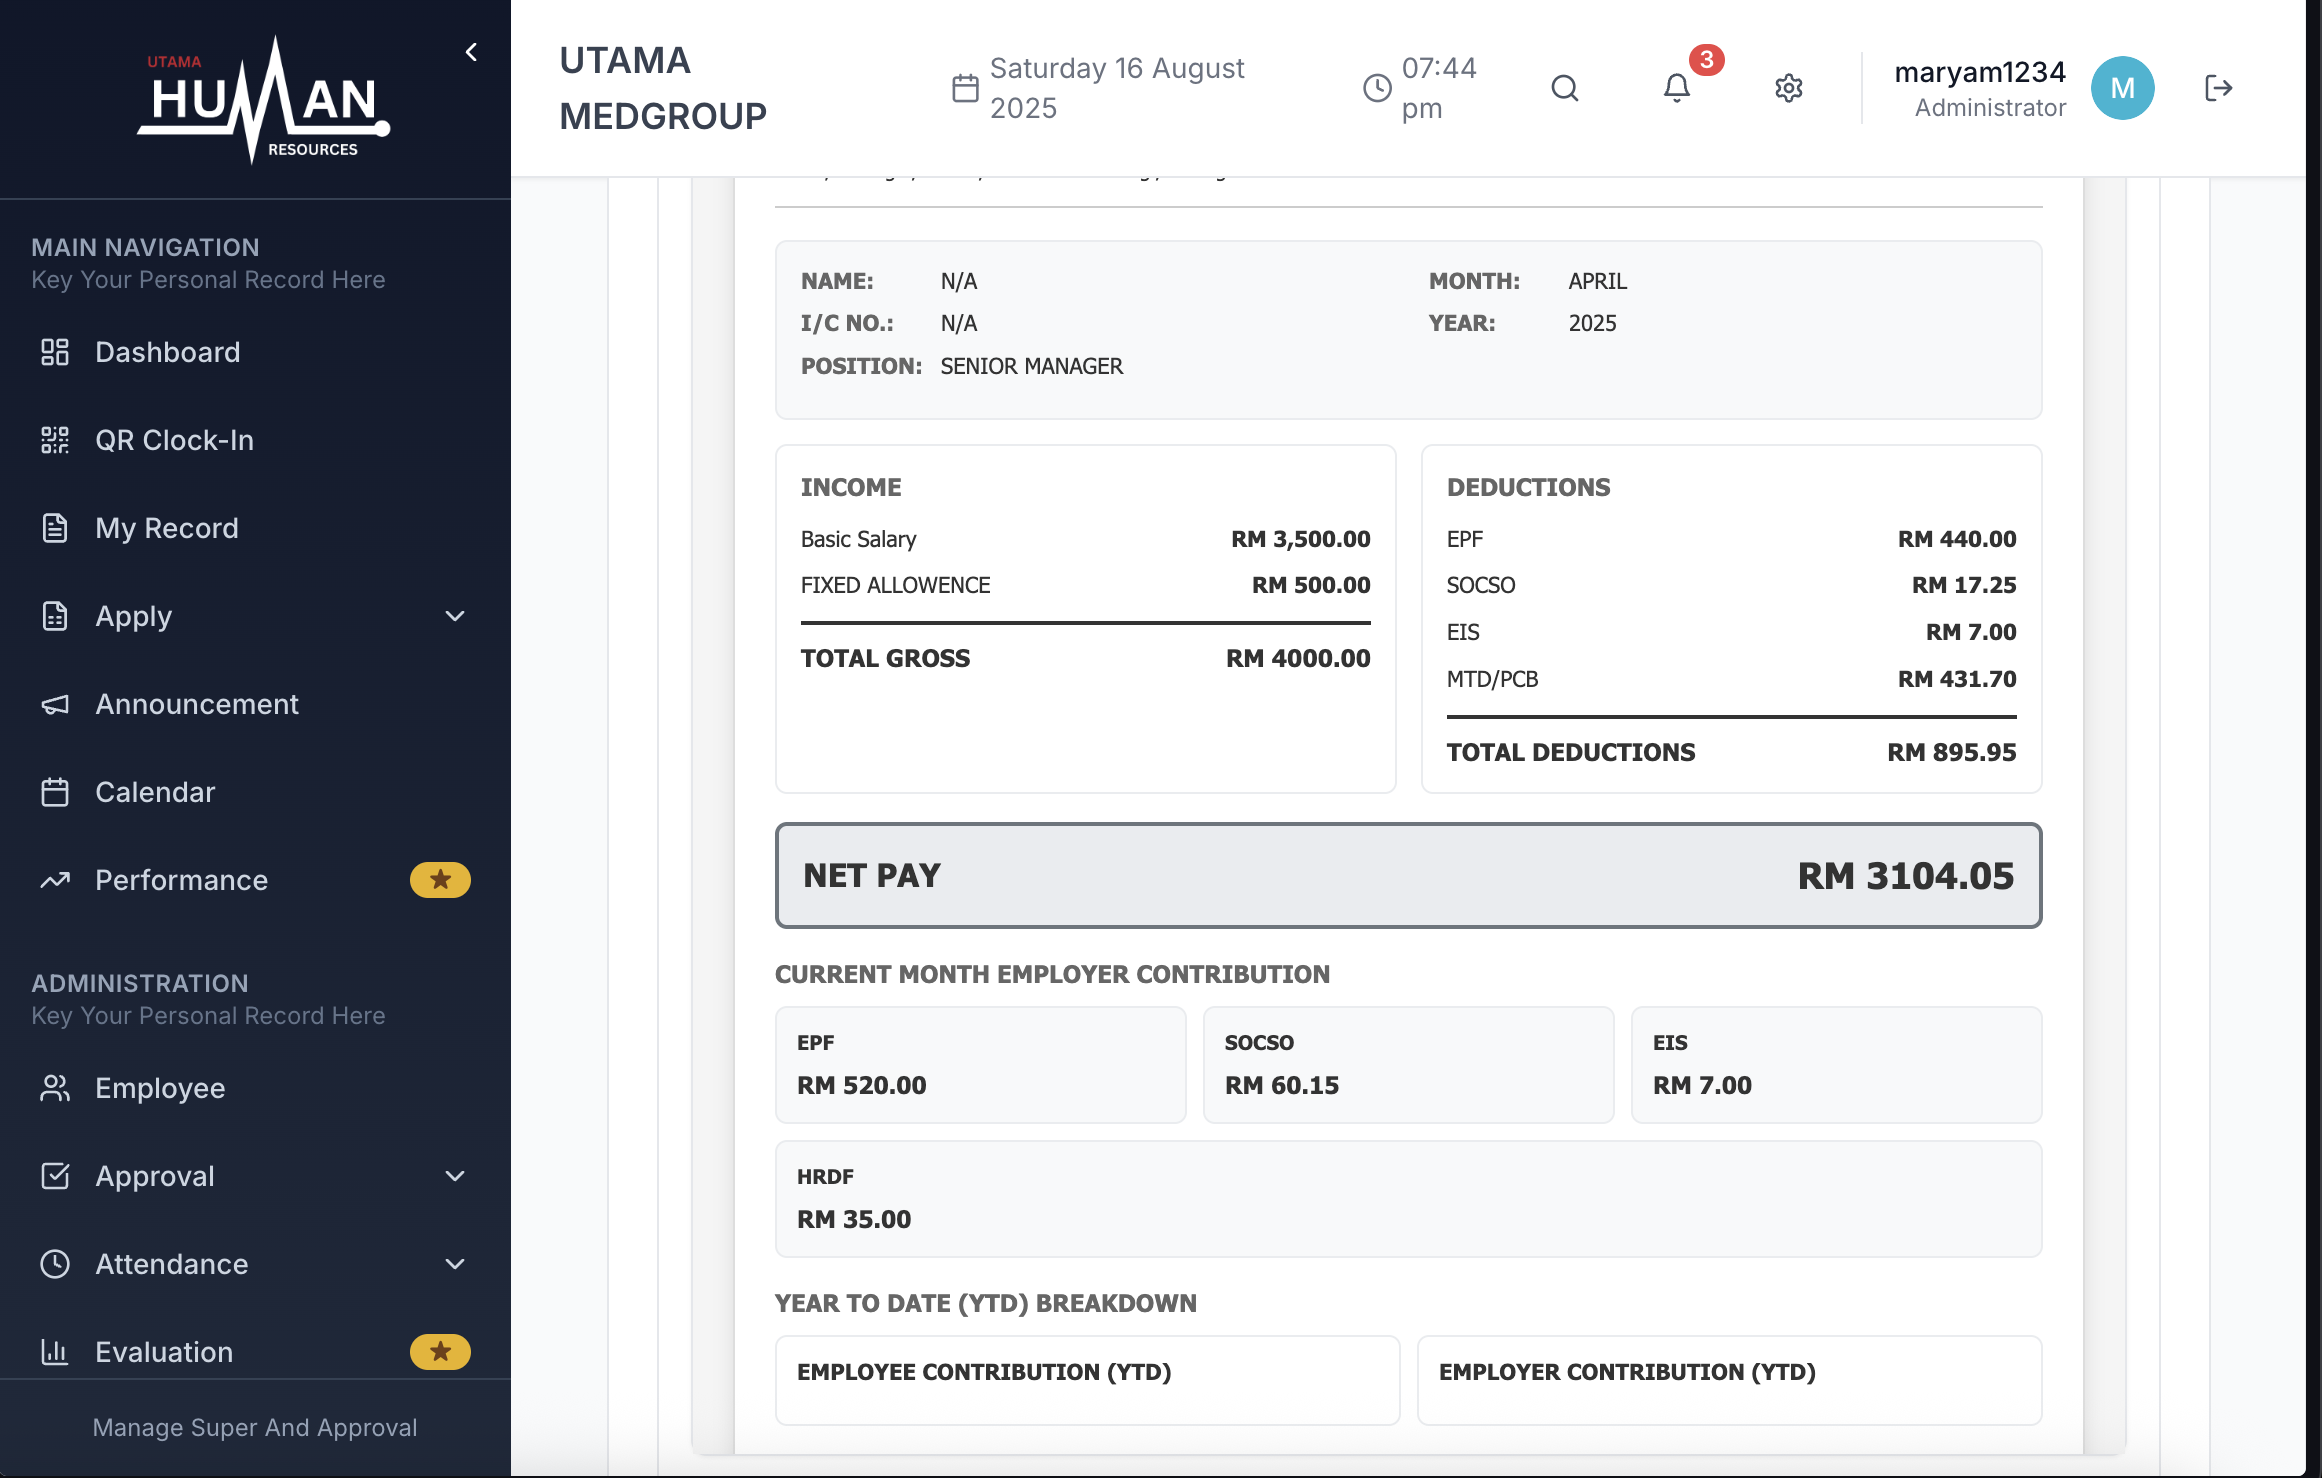 UTAMA
HUMAN
RESOURCES
MAIN NAVIGATION
Key Your Personal Record Here
Dashboard
QR Clock-In
My Record
Apply
Announcement
Calendar
Performance
ADMINISTRATION
Key Your Personal Record Here
Employee
Approval
Attendance
Evaluation
Manage Super And Approval
UTAMA
MEDGROUP
Saturday 16 August
2025
07:44
pm
3
maryam1234
Administrator
M
NAME: N/A
MONTH: APRIL
I/C NO.: N/A
YEAR: 2025
POSITION: SENIOR MANAGER
INCOME
Basic Salary RM 3,500.00
FIXED ALLOWENCE RM 500.00
TOTAL GROSS RM 4000.00
DEDUCTIONS
EPF RM 440.00
SOCSO RM 17.25
EIS RM 7.00
MTD/PCB RM 431.70
TOTAL DEDUCTIONS RM 895.95
NET PAY RM 3104.05
CURRENT MONTH EMPLOYER CONTRIBUTION
EPF
RM 520.00
SOCSO
RM 60.15
EIS
RM 7.00
HRDF
RM 35.00
YEAR TO DATE (YTD) BREAKDOWN
EMPLOYEE CONTRIBUTION (YTD)
EMPLOYER CONTRIBUTION (YTD)